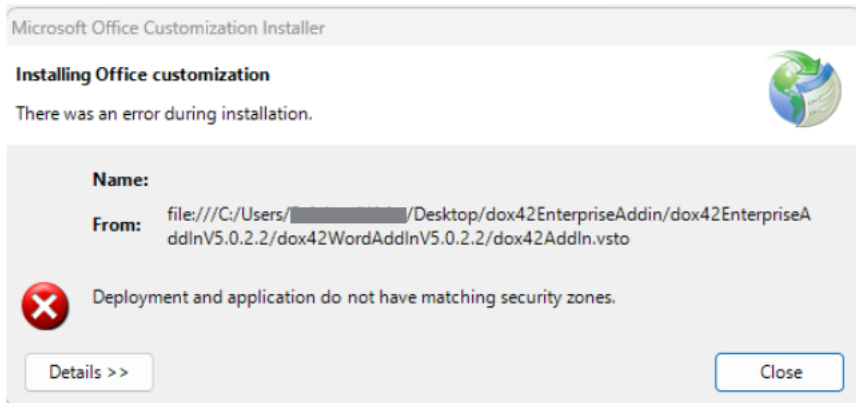 Microsoft Office Customization Installer
Installing Office customization
There was an error during installation.
Name:
From: file:///C:/Users/ /Desktop/dox42EnterpriseAddin/dox42EnterpriseA
ddInV5.0.2.2/dox42WordAddInV5.0.2.2/dox42AddIn.vsto
Deployment and application do not have matching security zones.
Details >> Close